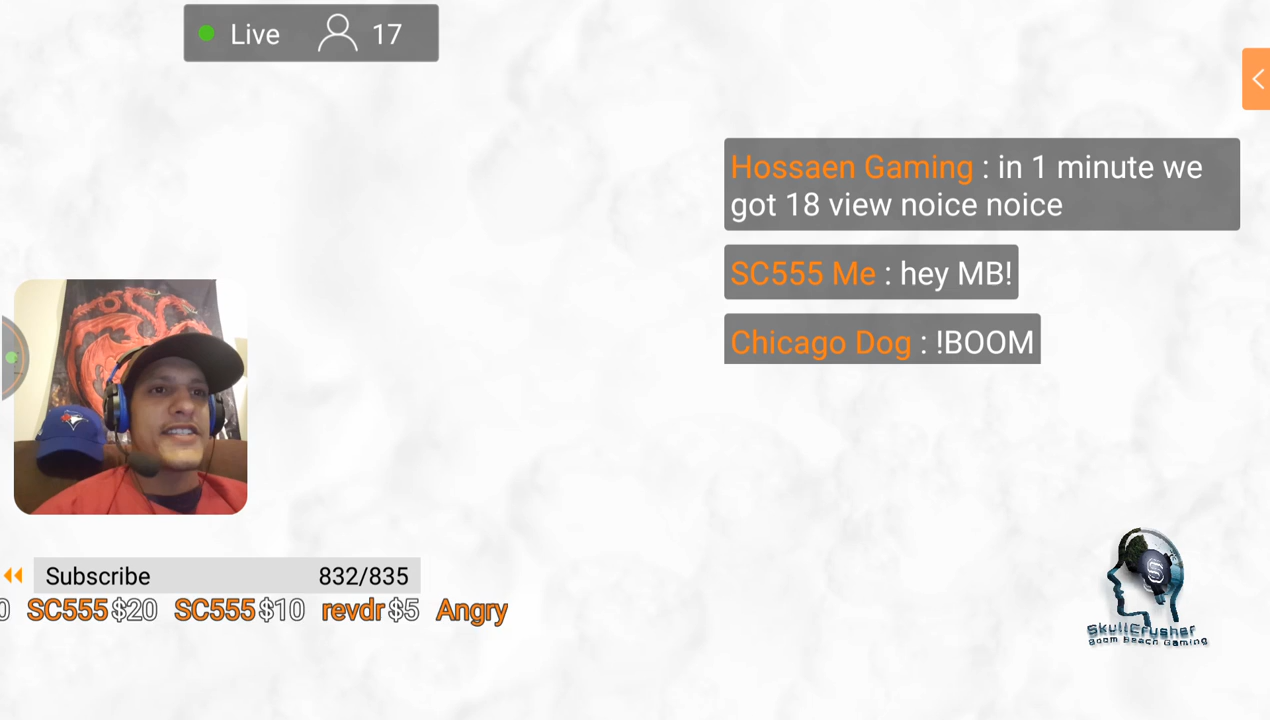 Live 17
Hossaen Gaming : in 1 minute we
got 18 view noice noice
SC555 Me : hey MB!
Chicago Dog : !BOOM
Subscribe 832/835
0 SC555 $20 SC555 $10 revdr $5 Angry
S
SkullCrusher
Boom Beach Gaming